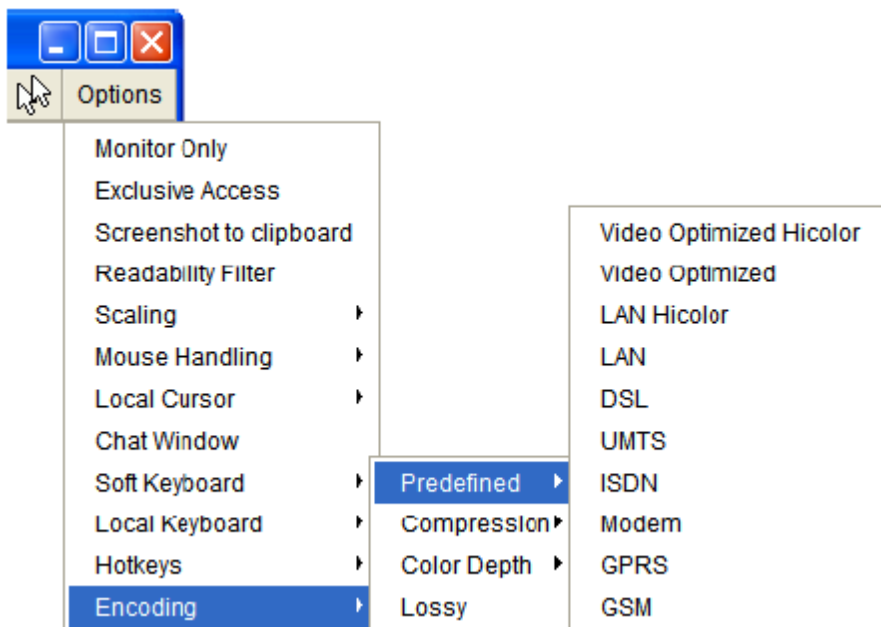 Options
Monitor Only
Exclusive Access
Screenshot to clipboard
Readability Filter
Scaling
Mouse Handling
Local Cursor
Chat Window
Soft Keyboard
Local Keyboard
Hotkeys
Encoding
Predefined
Compression
Color Depth
Lossy
Video Optimized Hicolor
Video Optimized
LAN Hicolor
LAN
DSL
UMTS
ISDN
Modem
GPRS
GSM